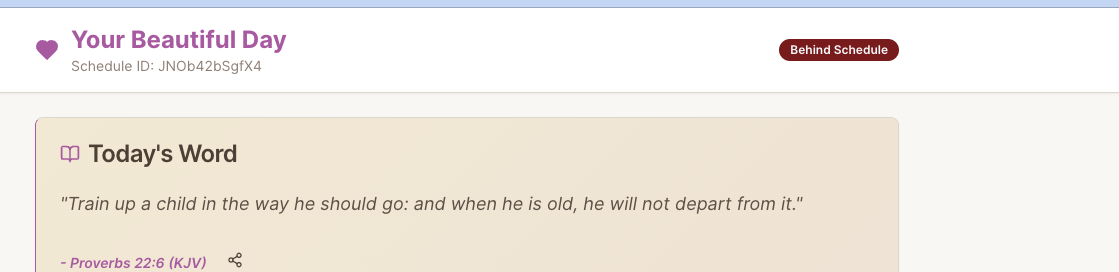 Your Beautiful Day
Schedule ID: JNOb42bSgfX4
Behind Schedule
Today's Word
"Train up a child in the way he should go: and when he is old, he will not depart from it."
- Proverbs 22:6 (KJV)